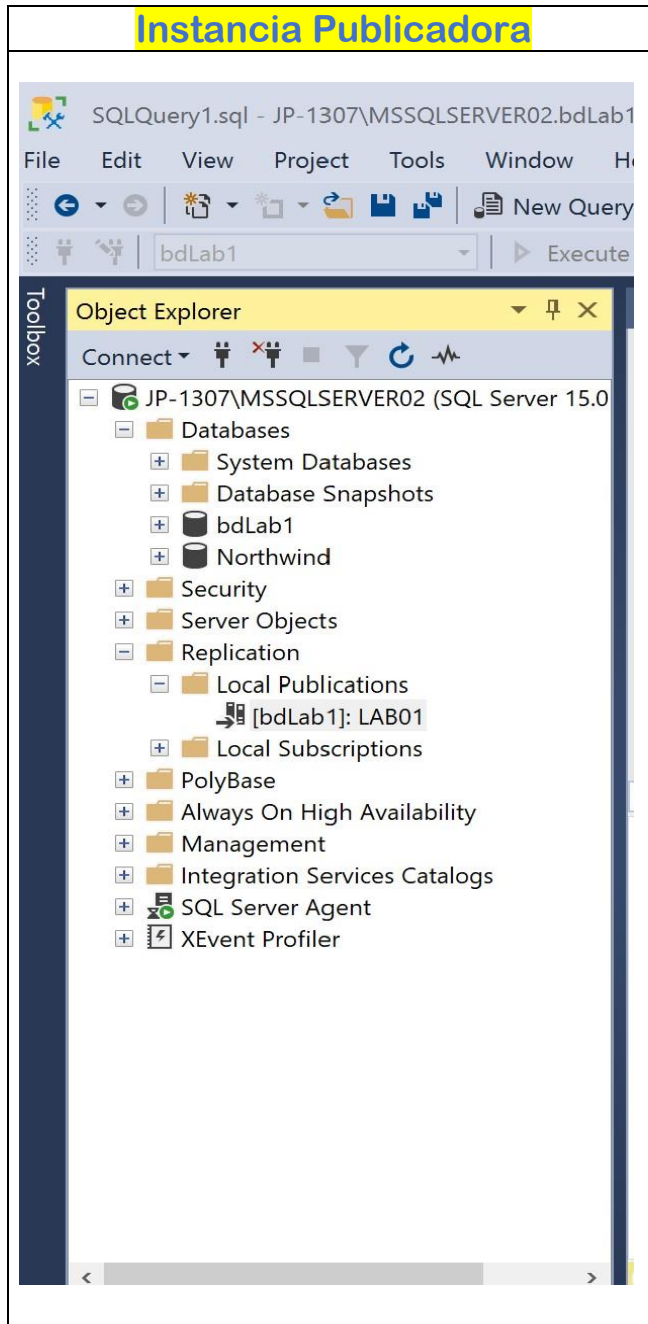 Instancia Publicadora
SQLQuery1.sql - JP-1307\MSSQLSERVER02.bdLab1
File Edit View Project Tools Window He
New Query
bdLab1 Execute
Toolbox
Object Explorer
Connect
JP-1307\MSSQLSERVER02 (SQL Server 15.0
Databases
System Databases
Database Snapshots
bdLab1
Northwind
Security
Server Objects
Replication
Local Publications
[bdLab1]: LAB01
Local Subscriptions
PolyBase
Always On High Availability
Management
Integration Services Catalogs
SQL Server Agent
XEvent Profiler